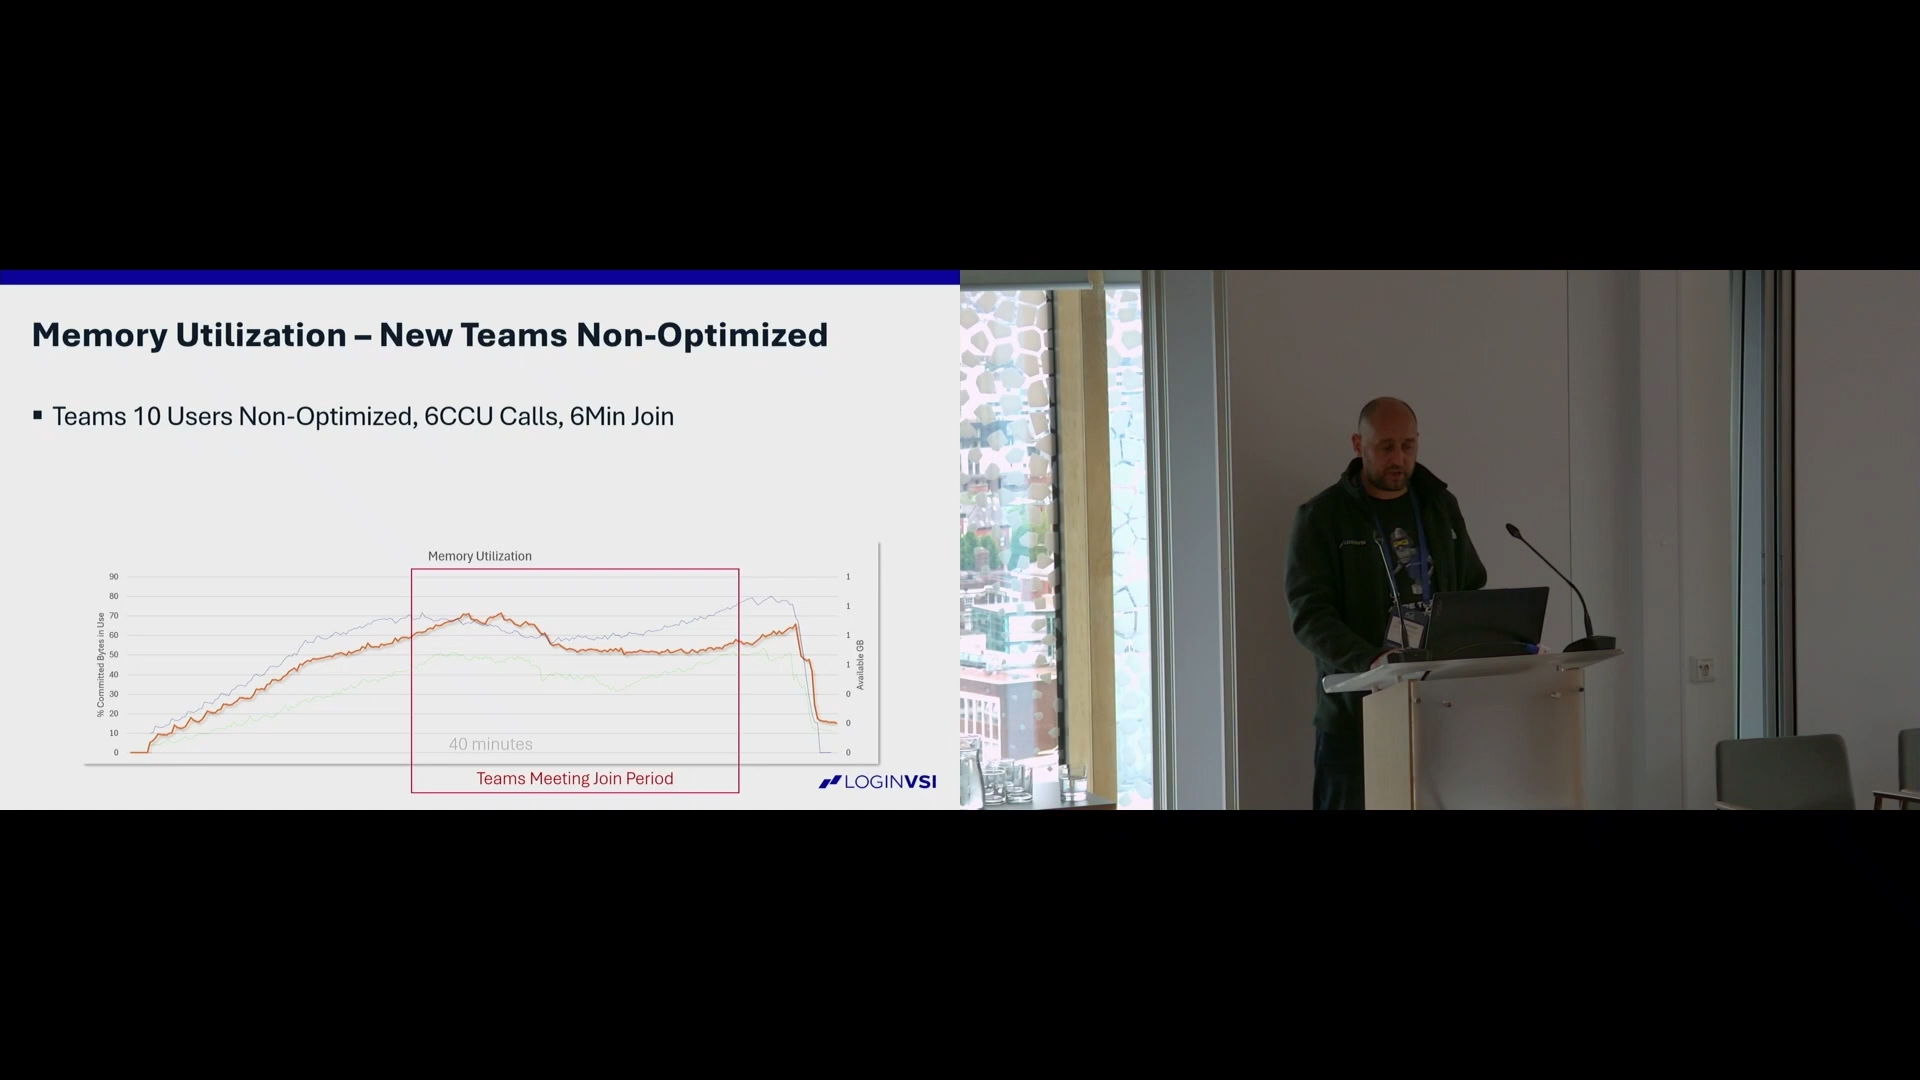 Memory Utilization – New Teams Non-Optimized
▪ Teams 10 Users Non-Optimized, 6CCU Calls, 6Min Join
Memory Utilization
% Committed Bytes in Use
90
80
70
60
50
40
30
20
10
0
1
1
1
1
0
0
0
Available GB
40 minutes
Teams Meeting Join Period
LOGINVSI